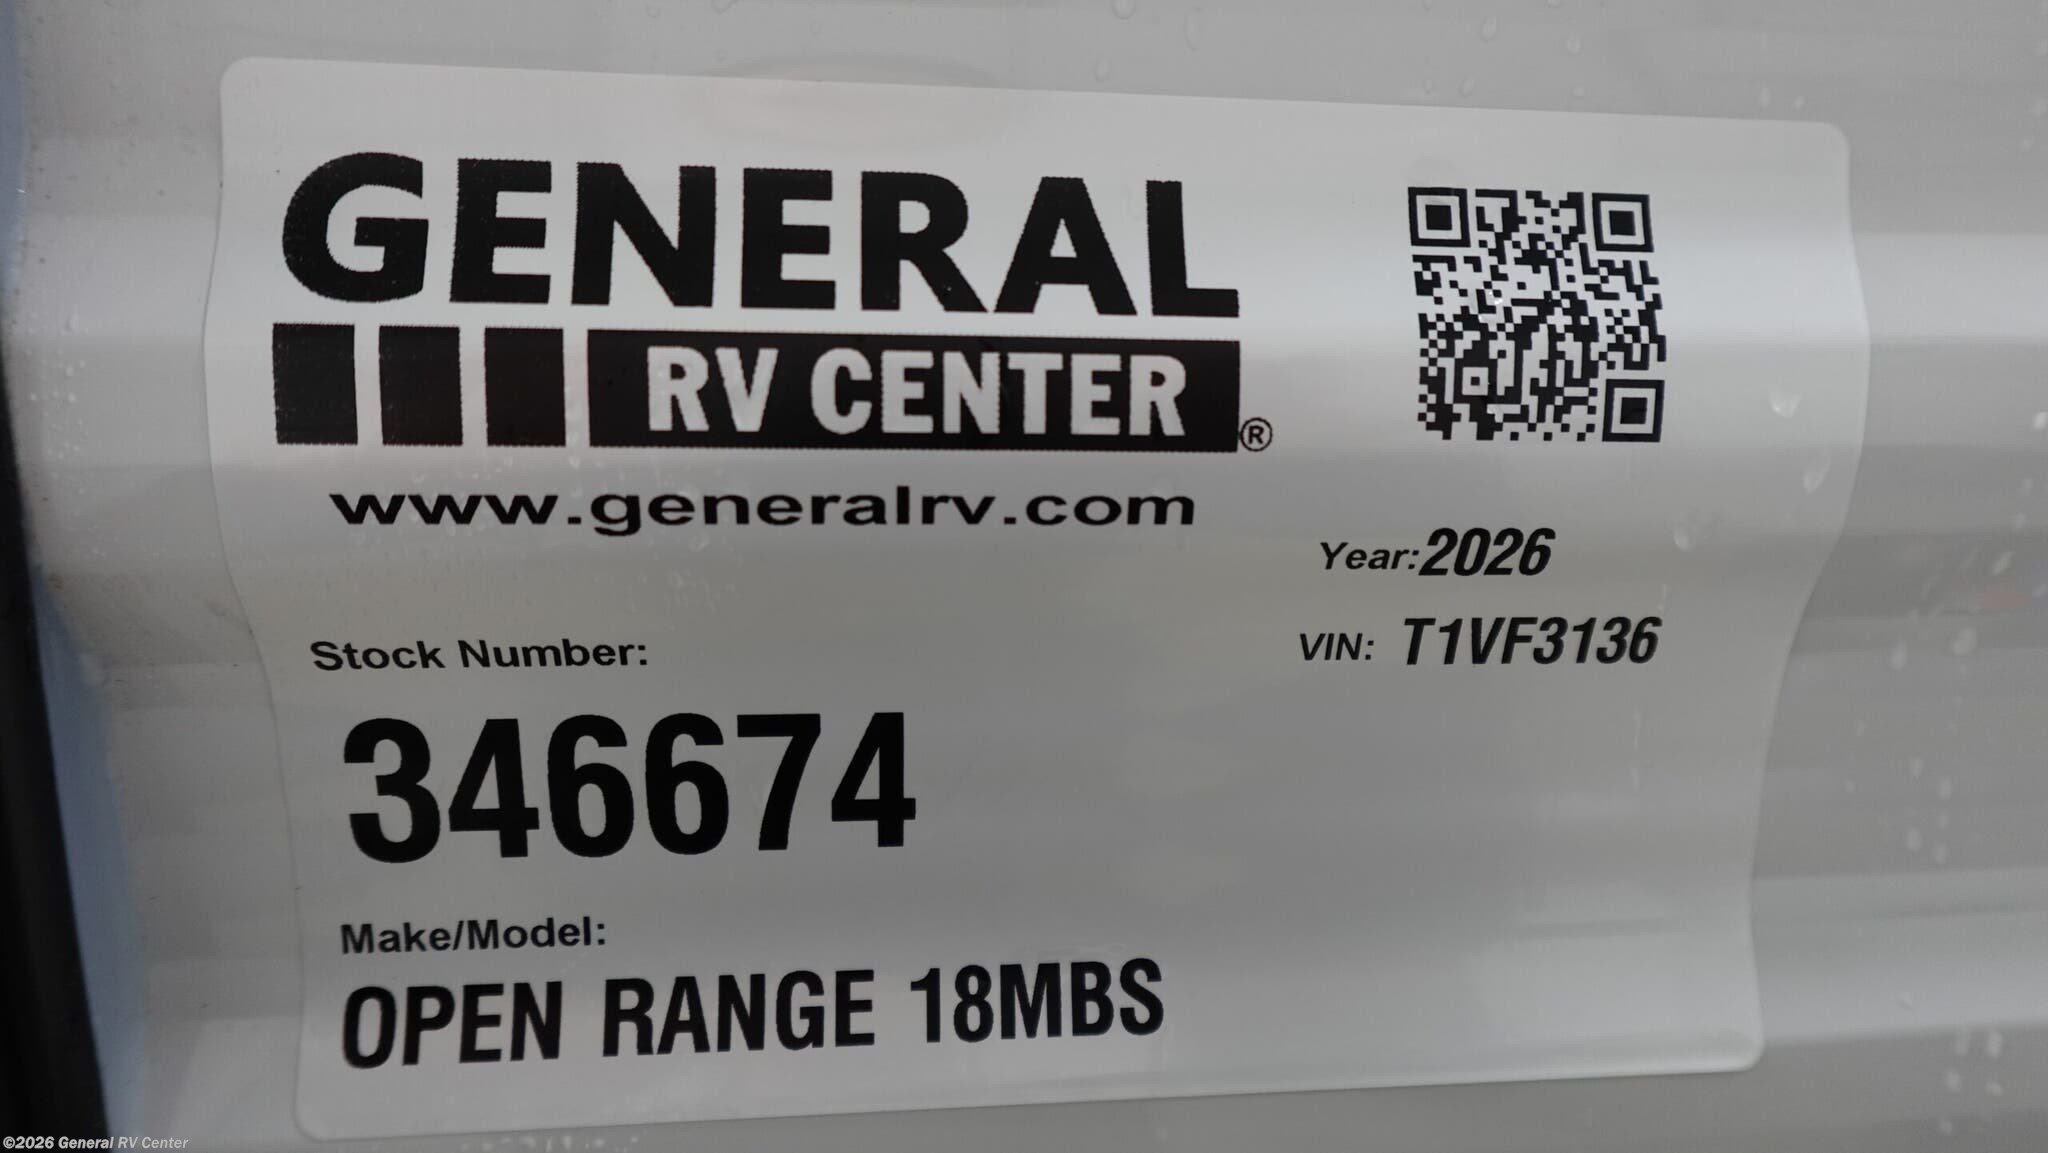 GENERAL
RV CENTER®
www.generalrv.com
Year: 2026
VIN: T1VF3136
Stock Number:
346674
Make/Model:
OPEN RANGE 18MBS
©2026 General RV Center